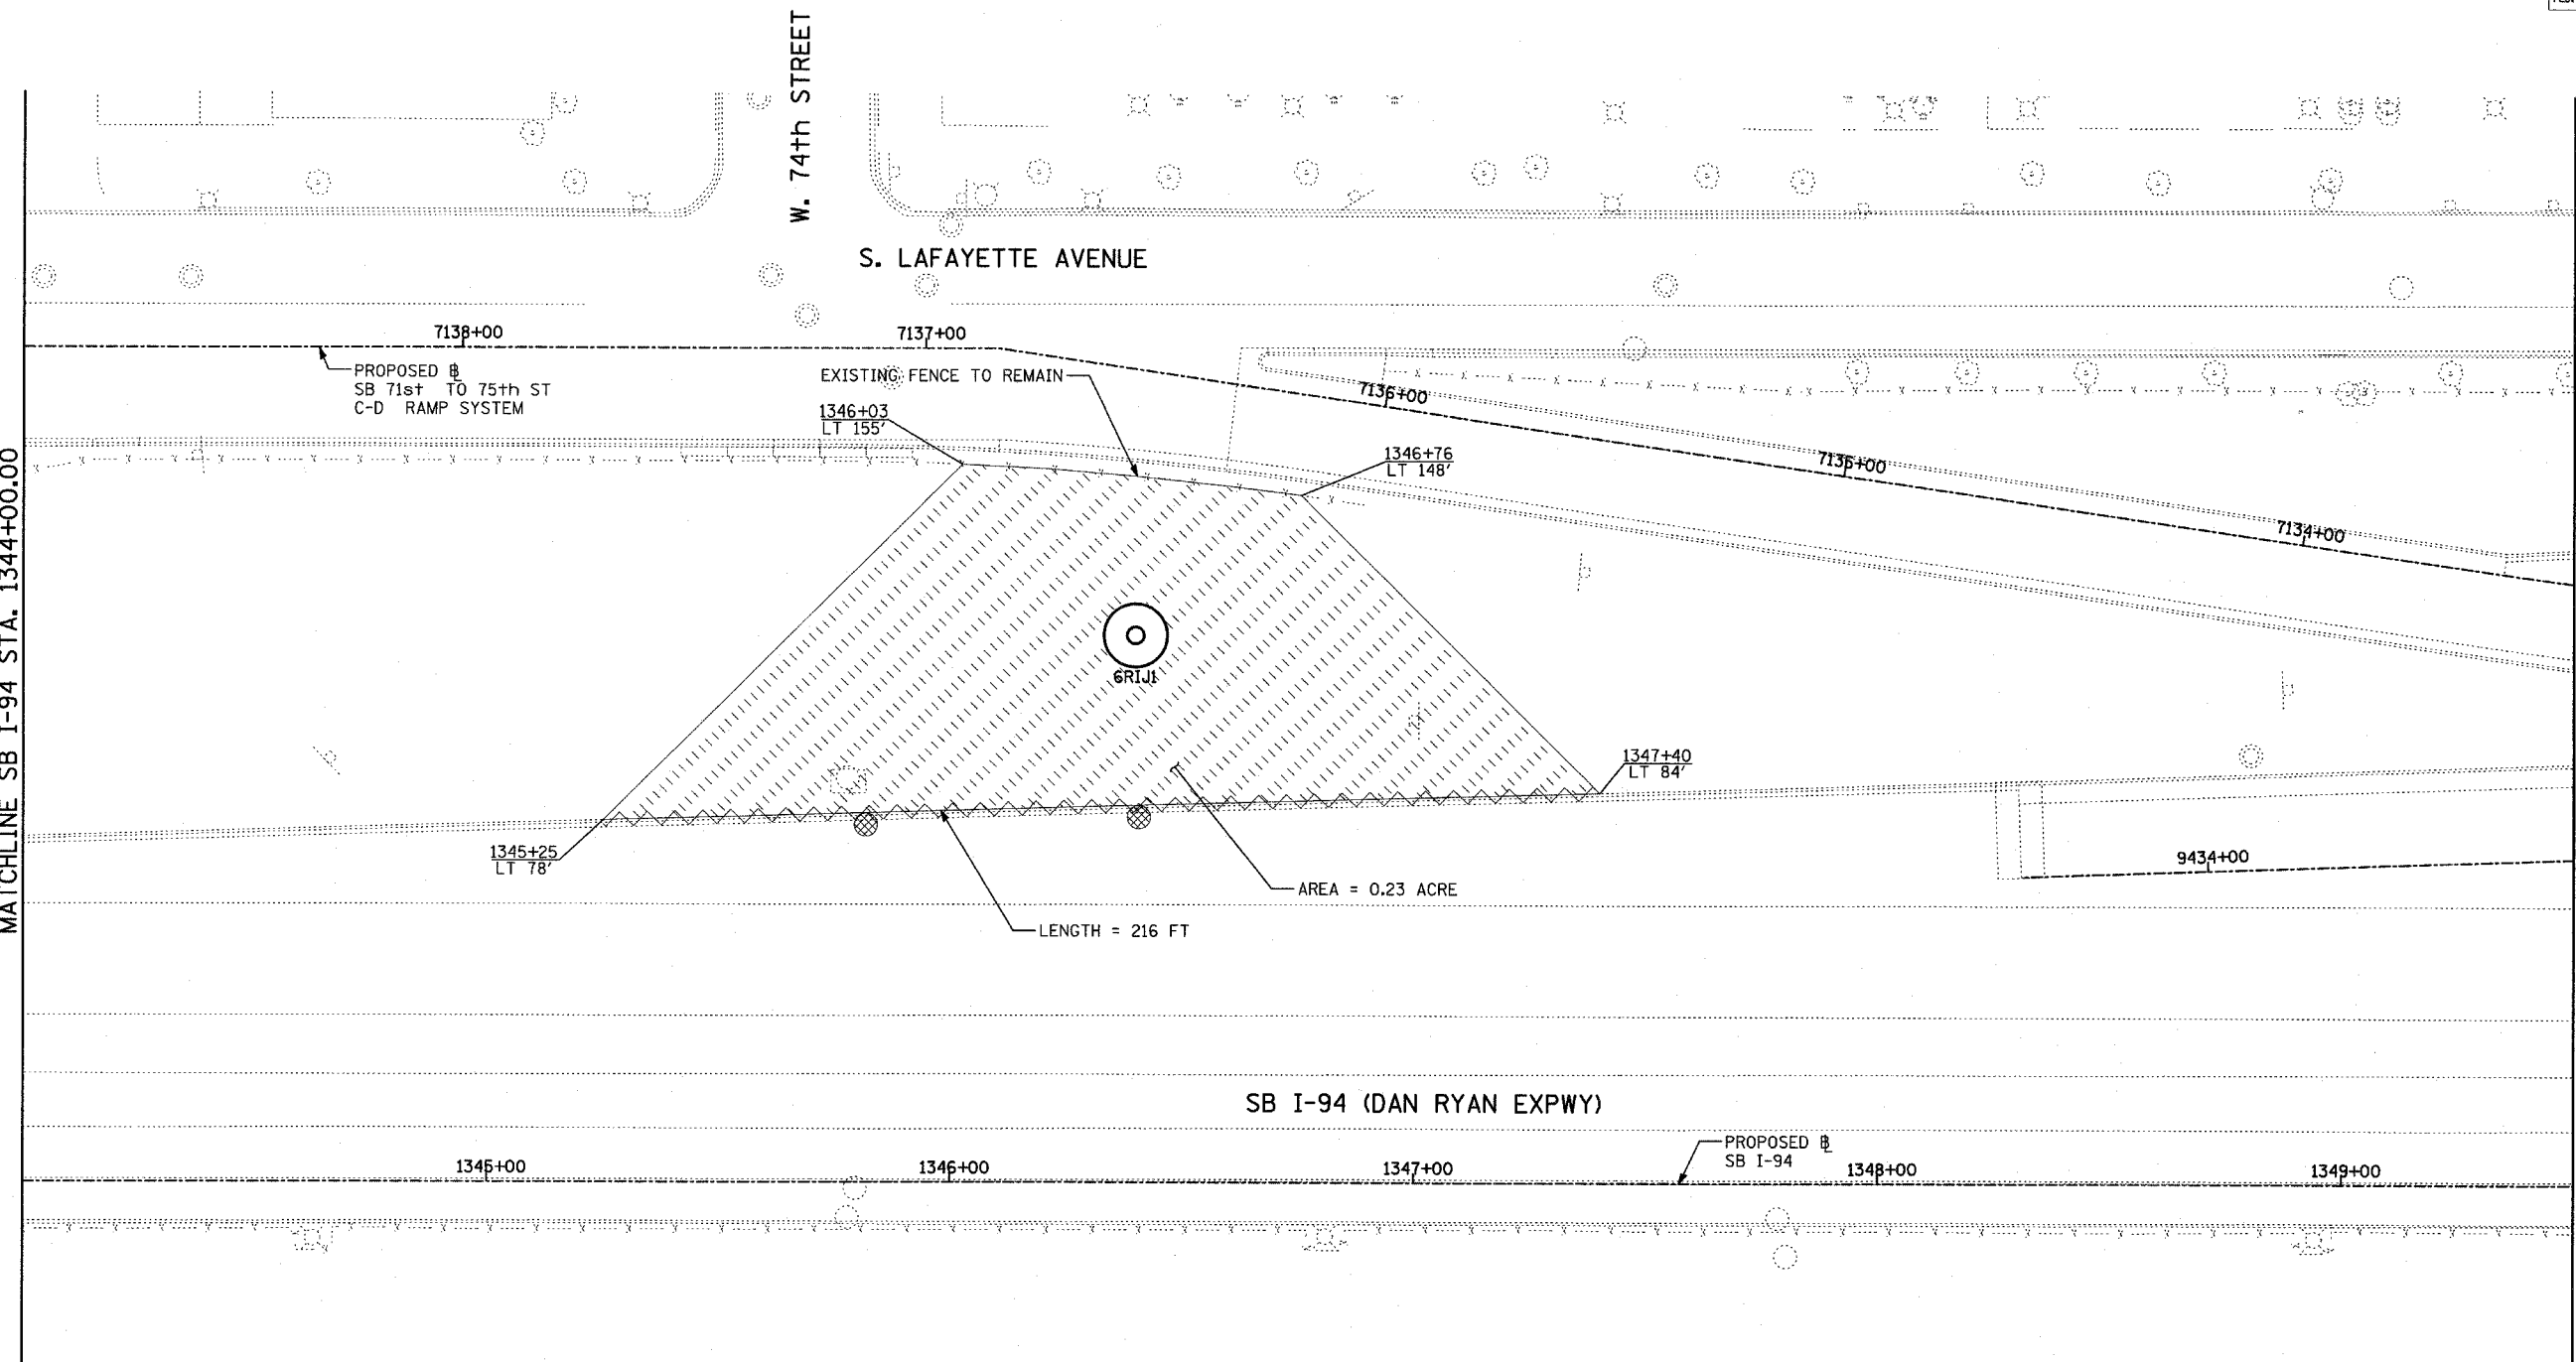 W. 74th STREET
S. LAFAYETTE AVENUE
7138+00
7137+00
PROPOSED ⅊
SB 71st TO 75th ST
C-D RAMP SYSTEM
EXISTING FENCE TO REMAIN
7136+00
1346+03
LT 155'
1346+76
LT 148'
7135+00
7134+00
MATCHLINE SB I-94 STA. 1344+00.00
6RIJ1
1347+40
LT 84'
1345+25
LT 78'
9434+00
AREA = 0.23 ACRE
LENGTH = 216 FT
SB I-94 (DAN RYAN EXPWY)
PROPOSED ⅊
SB I-94
1345+00
1346+00
1347+00
1348+00
1349+00